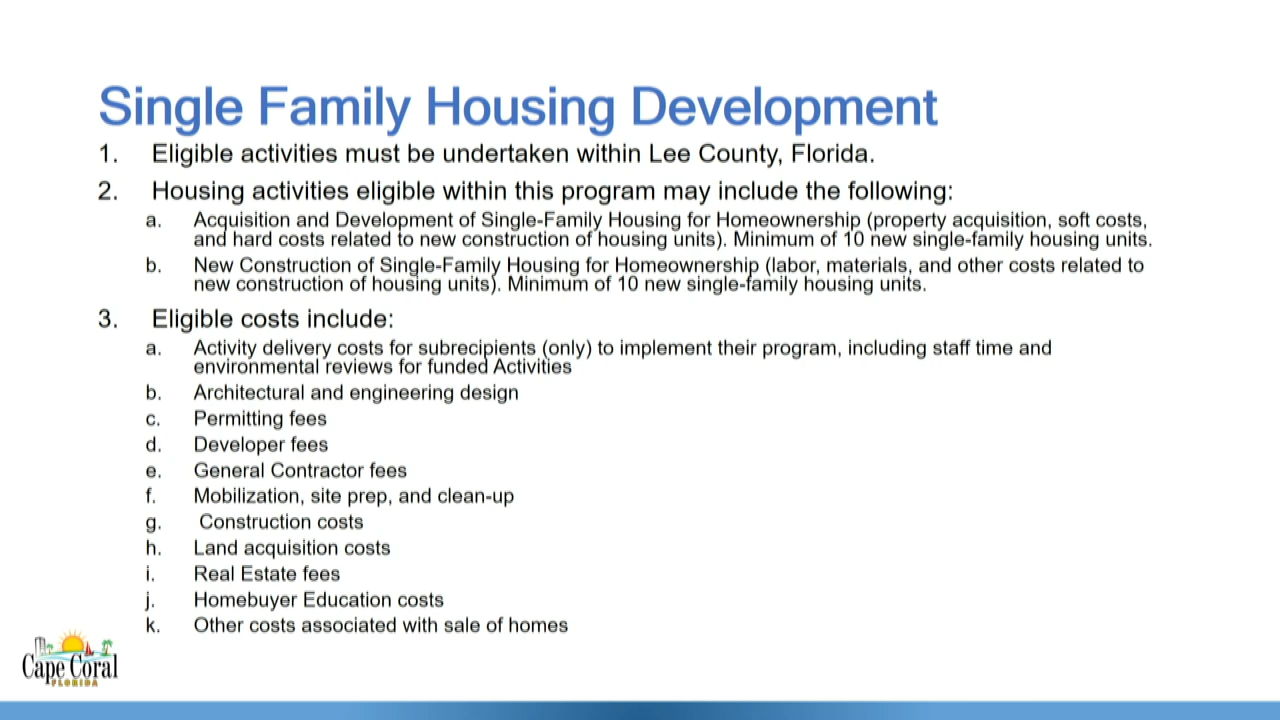 Single Family Housing Development
1. Eligible activities must be undertaken within Lee County, Florida.
2. Housing activities eligible within this program may include the following:
a. Acquisition and Development of Single-Family Housing for Homeownership (property acquisition, soft costs,
and hard costs related to new construction of housing units). Minimum of 10 new single-family housing units.
b. New Construction of Single-Family Housing for Homeownership (labor, materials, and other costs related to
new construction of housing units). Minimum of 10 new single-family housing units.
3. Eligible costs include:
a. Activity delivery costs for subrecipients (only) to implement their program, including staff time and
environmental reviews for funded Activities
b. Architectural and engineering design
c. Permitting fees
d. Developer fees
e. General Contractor fees
f. Mobilization, site prep, and clean-up
g. Construction costs
h. Land acquisition costs
i. Real Estate fees
j. Homebuyer Education costs
k. Other costs associated with sale of homes
Cape Coral
FLORIDA